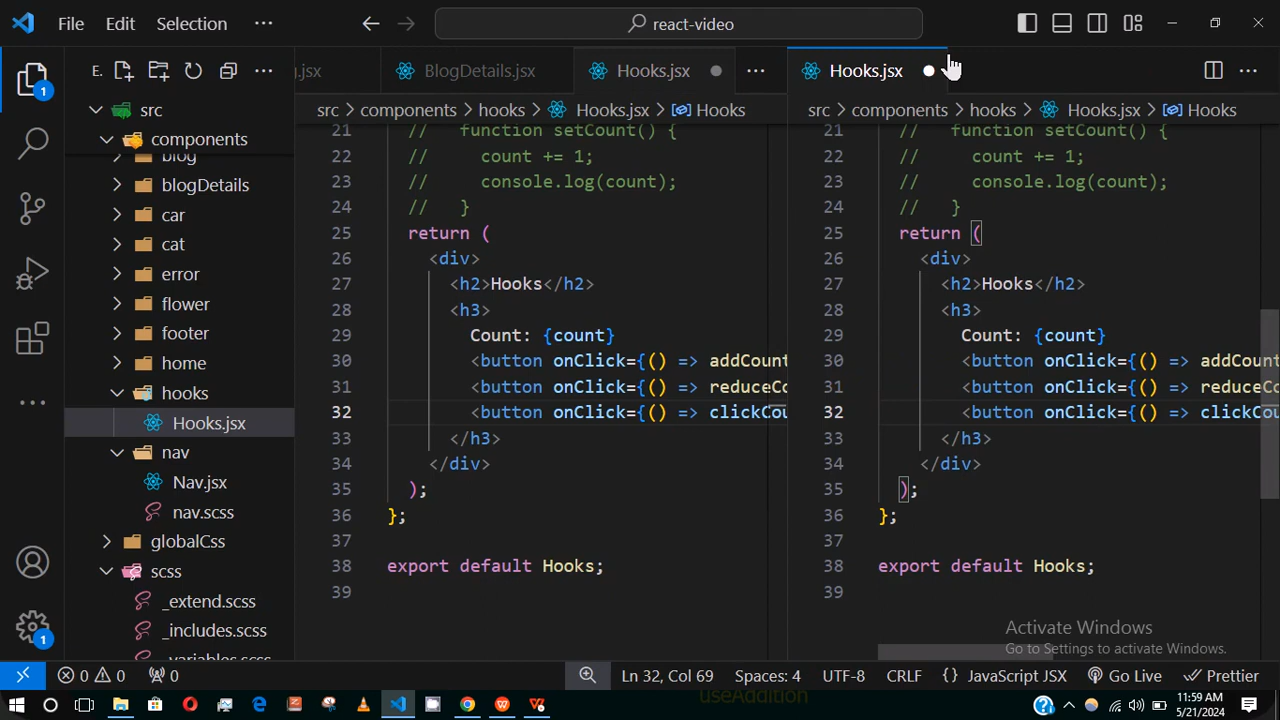 File Edit Selection ··· react-video
E.
src
components
blog
blogDetails
car
cat
error
flower
footer
home
hooks
Hooks.jsx
nav
Nav.jsx
nav.scss
globalCss
scss
_extend.scss
_includes.scss
_variables.scss
BlogDetails.jsx Hooks.jsx
src > components > hooks > Hooks.jsx > Hooks
21 // function setCount() {
22 // count += 1;
23 // console.log(count);
24 // }
25 return (
26 <div>
27 <h2>Hooks</h2>
28 <h3>
29 Count: {count}
30 <button onClick={() => addCount
31 <button onClick={() => reduceCo
32 <button onClick={() => clickCou
33 </h3>
34 </div>
35 );
36 };
37
38 export default Hooks;
39
Hooks.jsx
src > components > hooks > Hooks.jsx > Hooks
21 // function setCount() {
22 // count += 1;
23 // console.log(count);
24 // }
25 return (
26 <div>
27 <h2>Hooks</h2>
28 <h3>
29 Count: {count}
30 <button onClick={() => addCount
31 <button onClick={() => reduceC
32 <button onClick={() => clickCou
33 </h3>
34 </div>
35 );
36 };
37
38 export default Hooks;
39
Activate Windows
Go to Settings to activate Windows.
1
1
0 0 0 Ln 32, Col 69 Spaces: 4 UTF-8 CRLF {} JavaScript JSX Go Live Prettier
useAddition
11:59 AM
5/21/2024